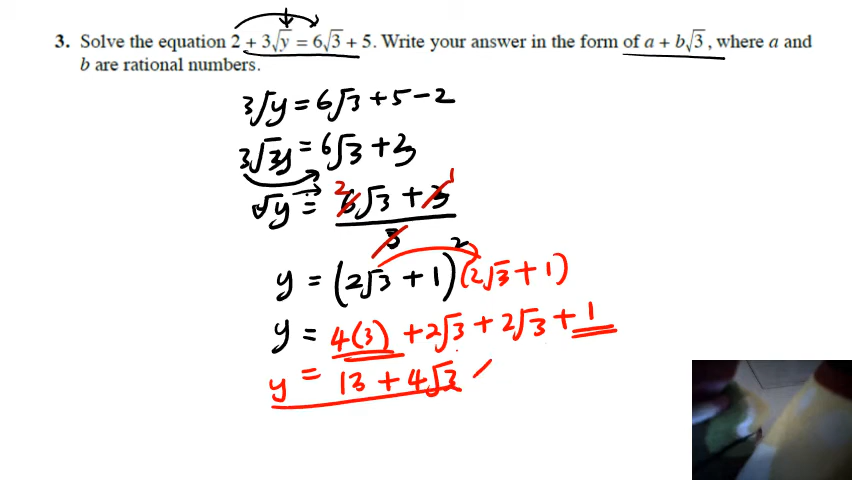 3. Solve the equation 2 + 3√y = 6√3 + 5. Write your answer in the form of a + b√3, where a and
b are rational numbers.
3√y = 6√3 + 5 - 2
3√3y = 6√3 + 3
√y = 6√3 + 3 / 3
2 1
y = (2√3 + 1)² (2√3 + 1)
y = 4(3) + 2√3 + 2√3 + 1
y = 13 + 4√3